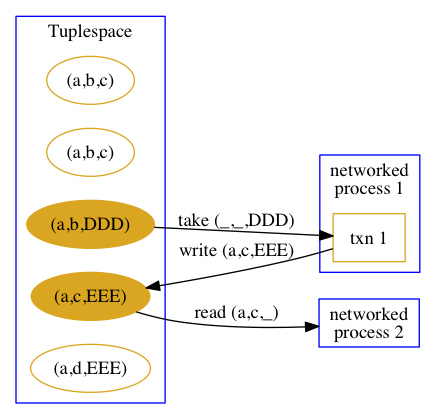 Tuplespace
(a,b,c)
(a,b,c)
(a,b,DDD)
(a,c,EEE)
(a,d,EEE)
take (_,_,DDD)
write (a,c,EEE)
read (a,c,_)
networked
process 1
txn 1
networked
process 2